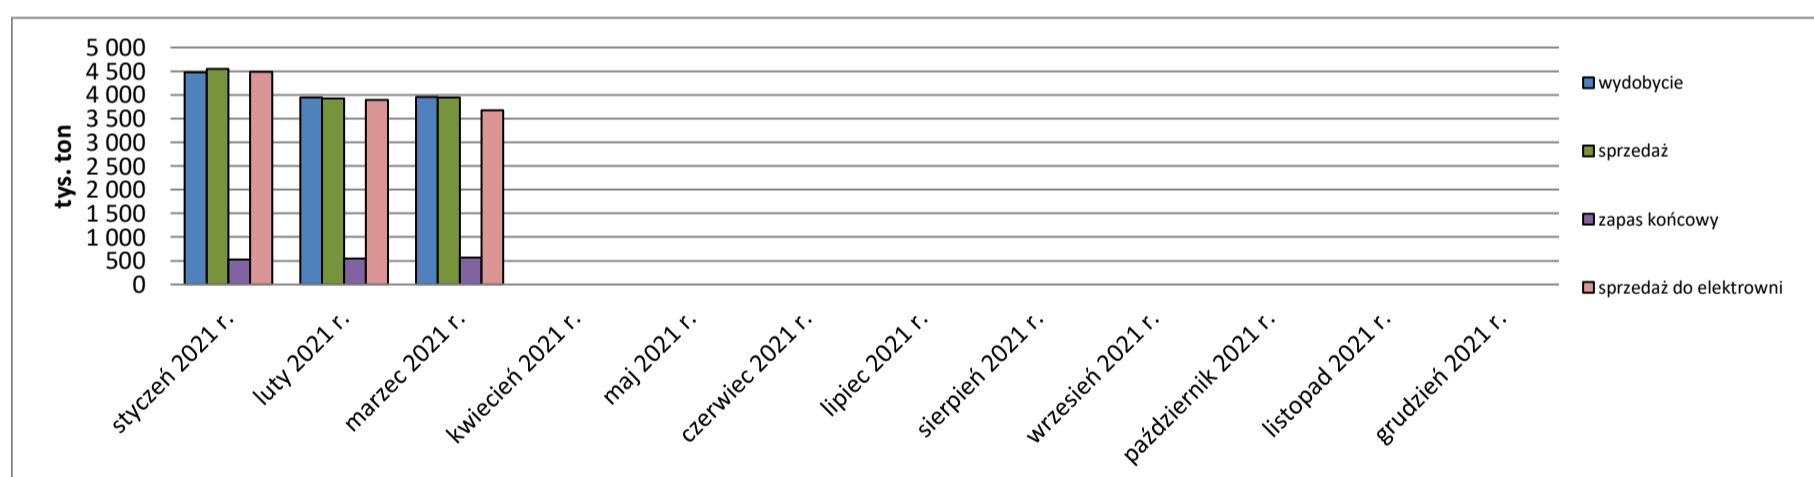 tys. ton
5 000
4 500
4 000
3 500
3 000
2 500
2 000
1 500
1 000
500
0
styczeń 2021 r.
luty 2021 r.
marzec 2021 r.
kwiecień 2021 r.
maj 2021 r.
czerwiec 2021 r.
lipiec 2021 r.
sierpień 2021 r.
wrzesień 2021 r.
październik 2021 r.
listopad 2021 r.
grudzień 2021 r.
wydobycie
sprzedaż
zapas końcowy
sprzedaż do elektrowni